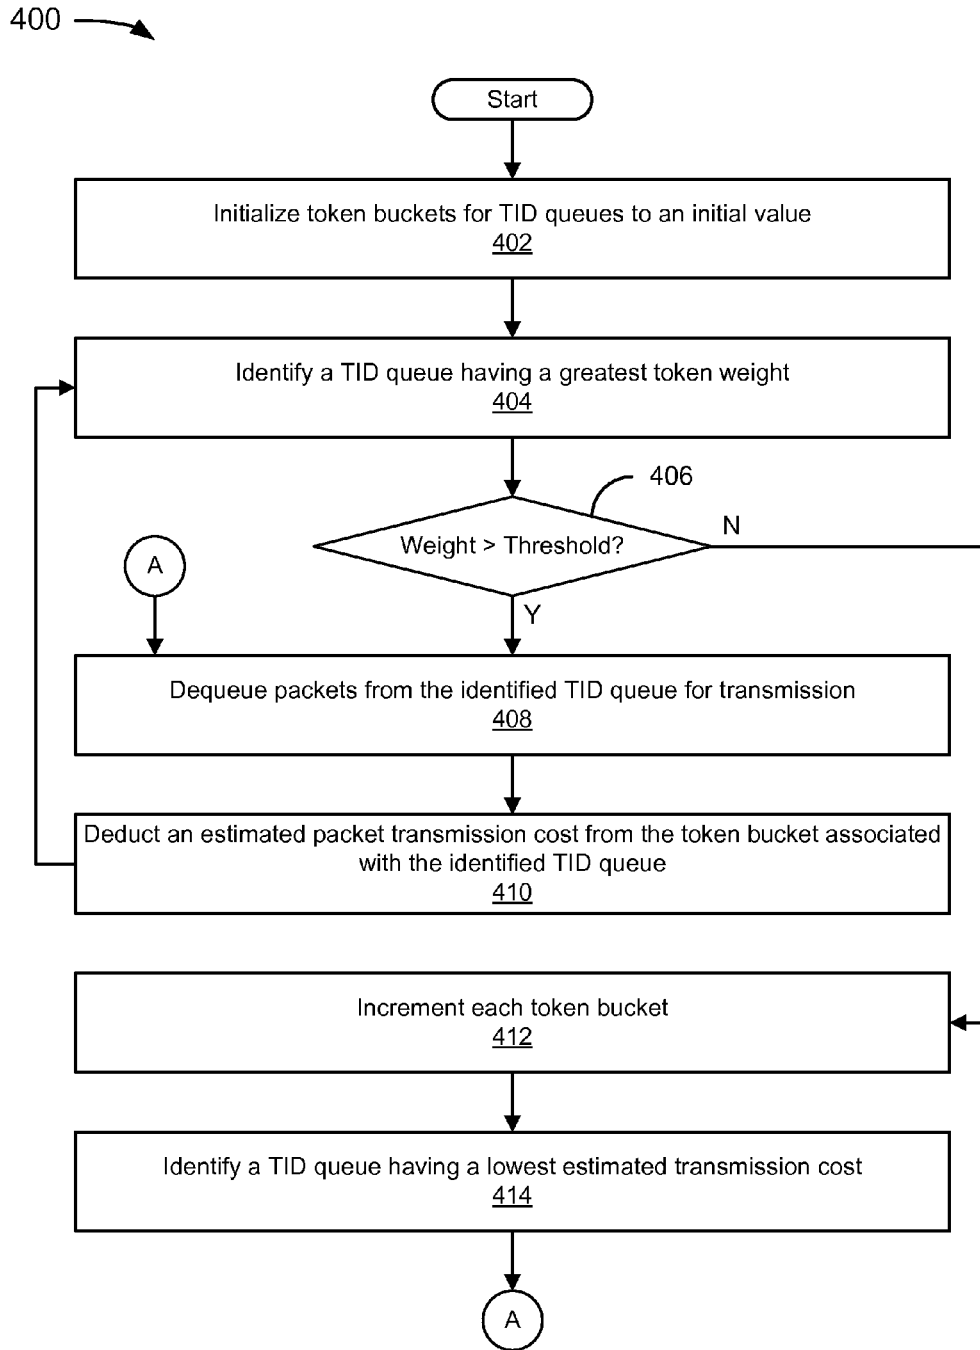 400
Start
Initialize token buckets for TID queues to an initial value
402
Identify a TID queue having a greatest token weight
404
406
Weight > Threshold?
N
A
Y
Dequeue packets from the identified TID queue for transmission
408
Deduct an estimated packet transmission cost from the token bucket associated
with the identified TID queue
410
Increment each token bucket
412
Identify a TID queue having a lowest estimated transmission cost
414
A